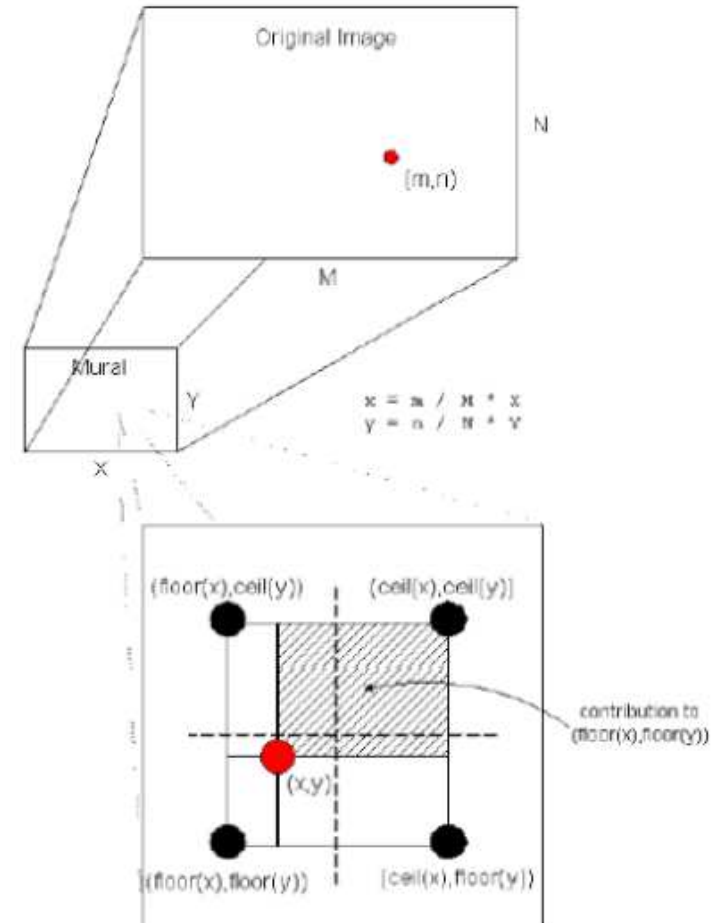 Original Image
N
(m,n)
M
Mural
Y
x = m / M * X
y = n / N * Y
X
(floor(x),ceil(y))
(ceil(x),ceil(y))
contribution to
(floor(x),floor(y))
(x,y)
(floor(x),floor(y))
(ceil(x),floor(y))